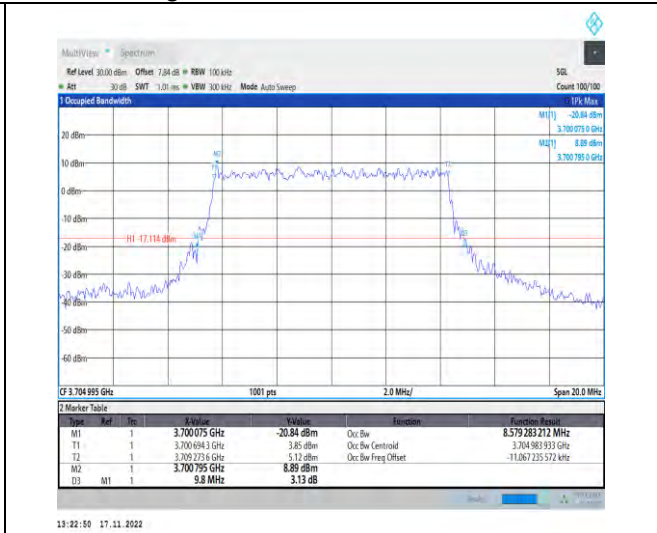 MultiView Spectrum
Ref Level 30.00 dBm Offset 7.84 dB RBW 100 kHz SGL
Att 30 dB SWT 1.01 ms VBW 300 kHz Mode Auto Sweep Count 100/100
1 Occupied Bandwidth 1Pk Max
M1[1] -20.84 dBm
3.700 075 0 GHz
M2[1] 8.89 dBm
3.700 795 0 GHz
20 dBm
M2
T2
10 dBm
0 dBm
-10 dBm
H1 -17.114 dBm
D3
-20 dBm
-30 dBm
-40 dBm
-50 dBm
-60 dBm
CF 3.704 995 GHz 1001 pts 2.0 MHz/ Span 20.0 MHz
2 Marker Table
Type Ref Trc X-Value Y-Value Function Function Result
M1 1 3.700 075 GHz -20.84 dBm Occ Bw 8.579 283 212 MHz
T1 1 3.700 694 3 GHz 3.85 dBm Occ Bw Centroid 3.704 983 933 GHz
T2 1 3.709 273 6 GHz 5.12 dBm Occ Bw Freq Offset -11.067 235 572 kHz
M2 1 3.700 795 GHz 8.89 dBm
D3 M1 1 9.8 MHz 3.13 dB
13:22:50 17.11.2022